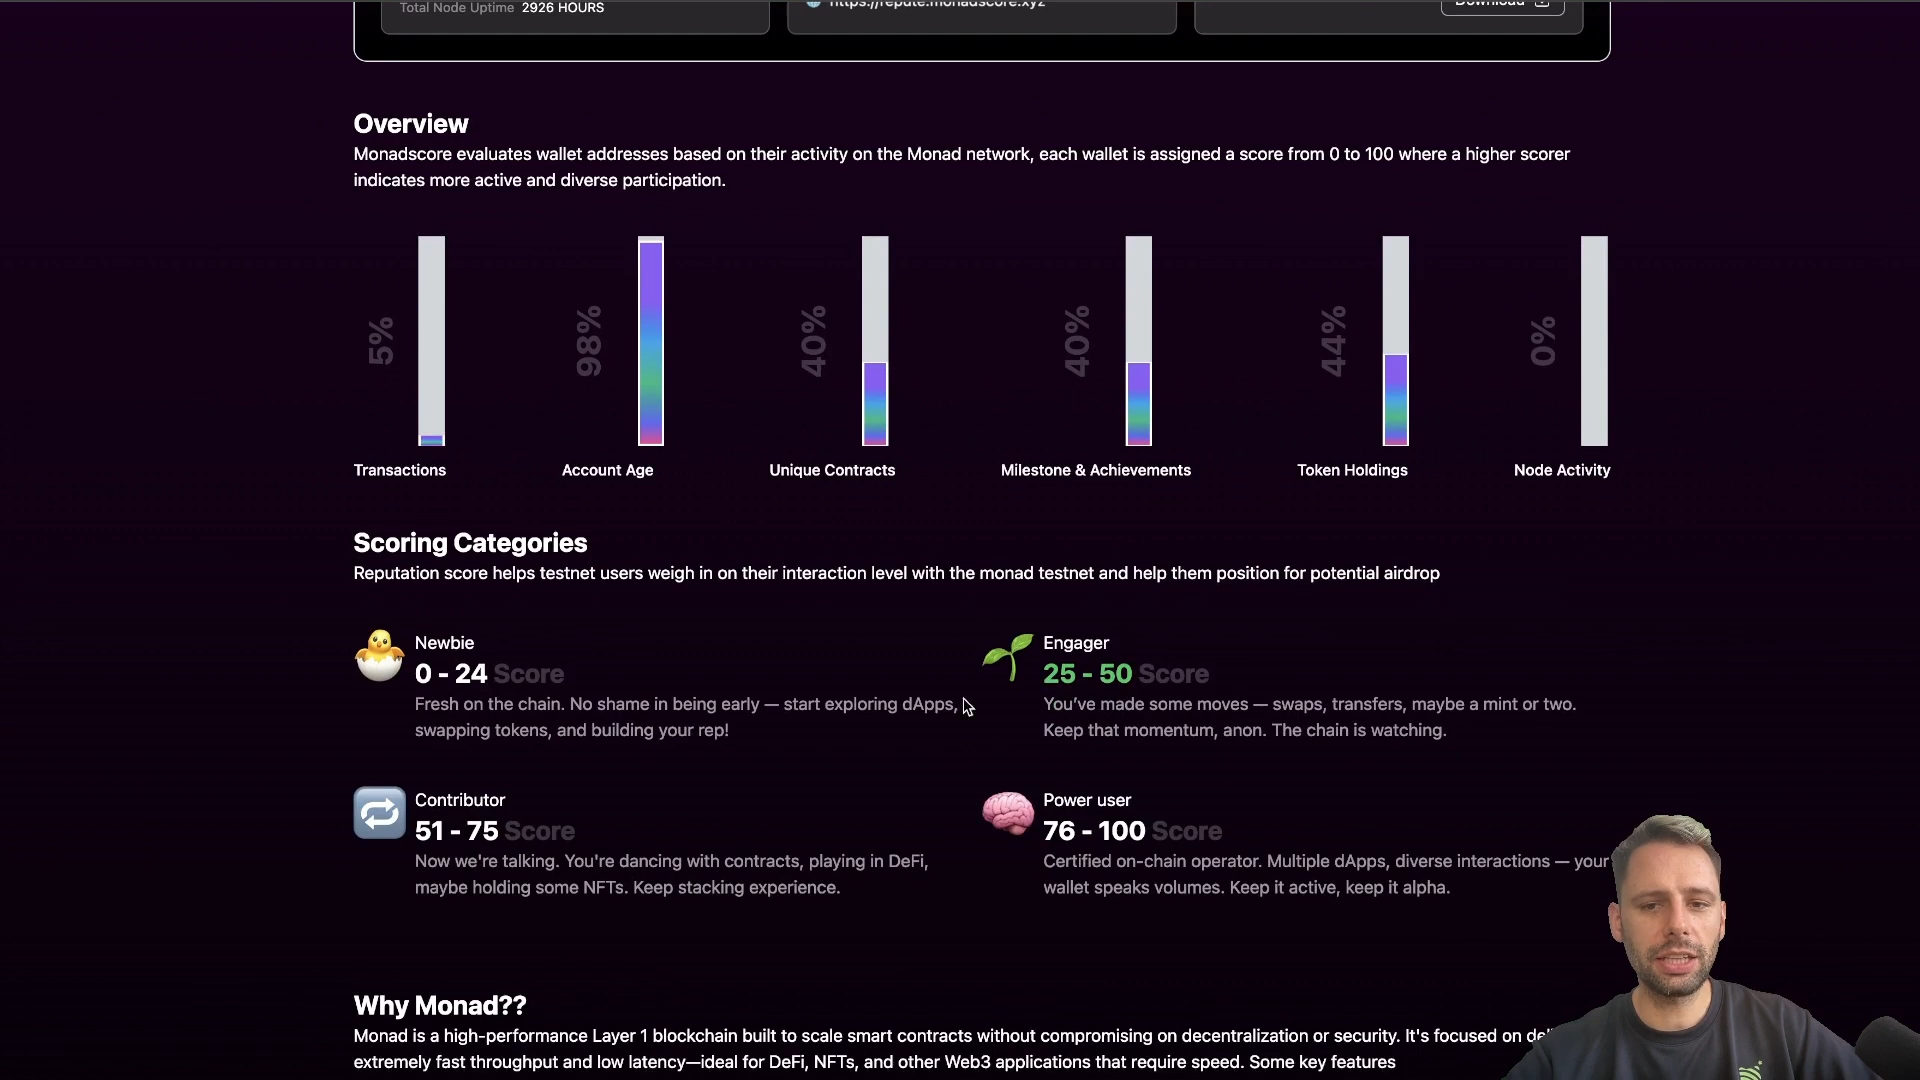 Total Node Uptime 2926 HOURS
https://repute.monadscore.xyz
Download
Overview
Monadscore evaluates wallet addresses based on their activity on the Monad network, each wallet is assigned a score from 0 to 100 where a higher scorer
indicates more active and diverse participation.
5%
98%
40%
40%
44%
0%
Transactions
Account Age
Unique Contracts
Milestone & Achievements
Token Holdings
Node Activity
Scoring Categories
Reputation score helps testnet users weigh in on their interaction level with the monad testnet and help them position for potential airdrop
Newbie
0 - 24 Score
Fresh on the chain. No shame in being early — start exploring dApps,
swapping tokens, and building your rep!
Engager
25 - 50 Score
You’ve made some moves — swaps, transfers, maybe a mint or two.
Keep that momentum, anon. The chain is watching.
Contributor
51 - 75 Score
Now we're talking. You're dancing with contracts, playing in DeFi,
maybe holding some NFTs. Keep stacking experience.
Power user
76 - 100 Score
Certified on-chain operator. Multiple dApps, diverse interactions — your
wallet speaks volumes. Keep it active, keep it alpha.
Why Monad??
Monad is a high-performance Layer 1 blockchain built to scale smart contracts without compromising on decentralization or security. It's focused on
extremely fast throughput and low latency—ideal for DeFi, NFTs, and other Web3 applications that require speed. Some key features